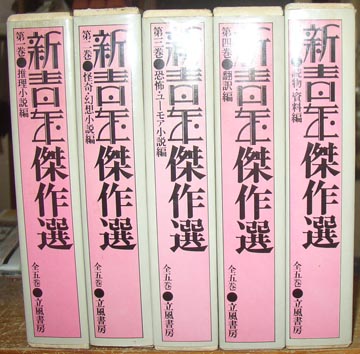 第一巻●推理小説編
新青年傑作選
全五巻●立風書房
第二巻●怪奇・幻想小説編
新青年傑作選
全五巻●立風書房
第三巻●恐怖・ユーモア小説編
新青年傑作選
全五巻●立風書房
第四巻●翻訳編
新青年傑作選
全五巻●立風書房
読物・資料編
新青年傑作選
全五巻●立風書房